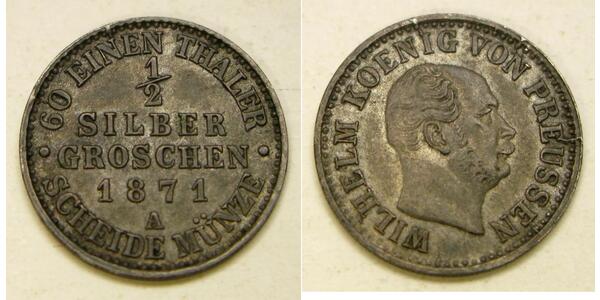 60 EINEN THALER
1/2
SILBER
GROSCHEN
1871
A
SCHEIDE MÜNZE
WILHELM KOENIG VON PREUSSEN